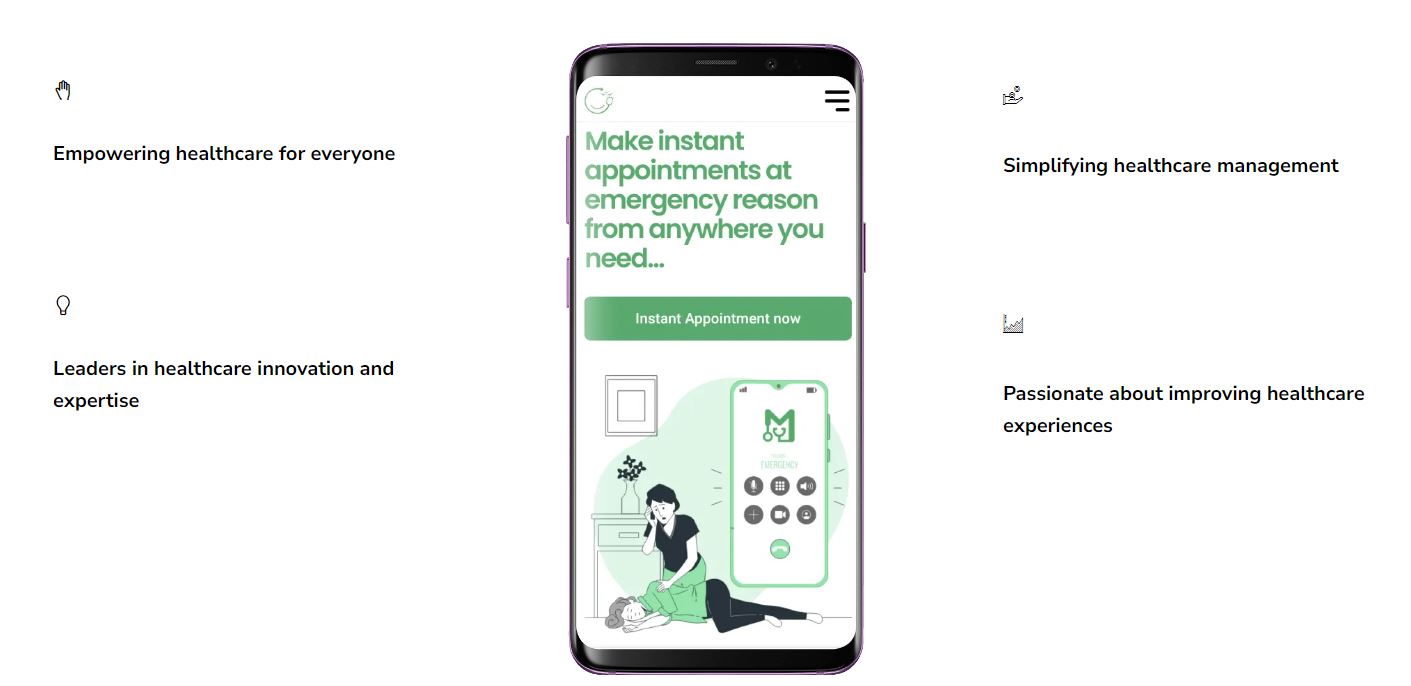 Empowering healthcare for everyone
Leaders in healthcare innovation and
expertise
Make instant
appointments at
emergency reason
from anywhere you
need...
Instant Appointment now
EMERGENCY
Simplifying healthcare management
Passionate about improving healthcare
experiences